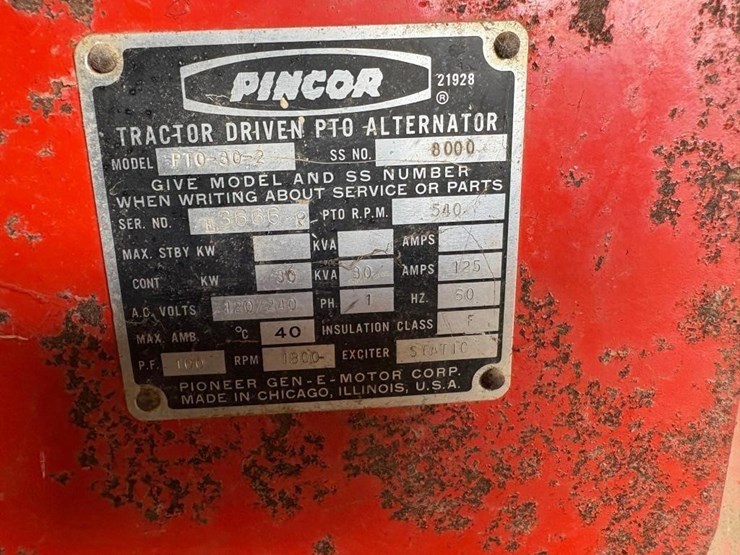 PINCOR
21928
®
TRACTOR DRIVEN PTO ALTERNATOR
MODEL PTO-30-2 SS NO. 8000
GIVE MODEL AND SS NUMBER
WHEN WRITING ABOUT SERVICE OR PARTS
SER. NO. PTO R.P.M. 540
MAX. STBY KW KVA AMPS
CONT KW 30 KVA 30 AMPS 125
A.C. VOLTS 120/240 PH. 1 HZ. 60
MAX. AMB. °C 40 INSULATION CLASS F
P.F. 100 RPM 1800 EXCITER STATIC
PIONEER GEN-E-MOTOR CORP.
MADE IN CHICAGO, ILLINOIS, U.S.A.